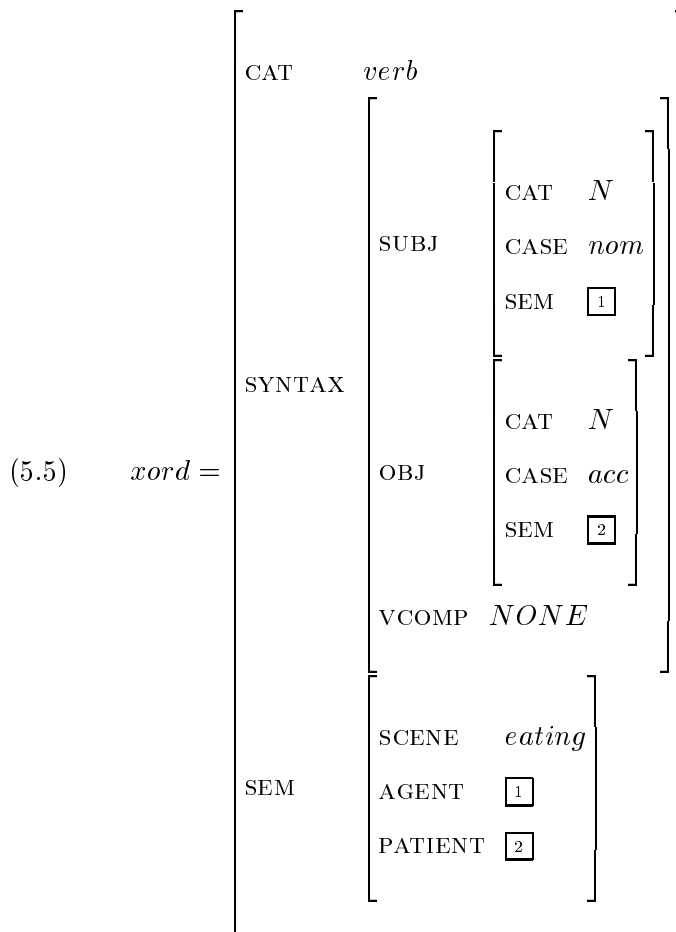 CAT verb
CAT N
SUBJ CASE nom
SEM 1
SYNTAX
CAT N
(5.5) xord = OBJ CASE acc
SEM 2
VCOMP NONE
SCENE eating
SEM AGENT 1
PATIENT 2